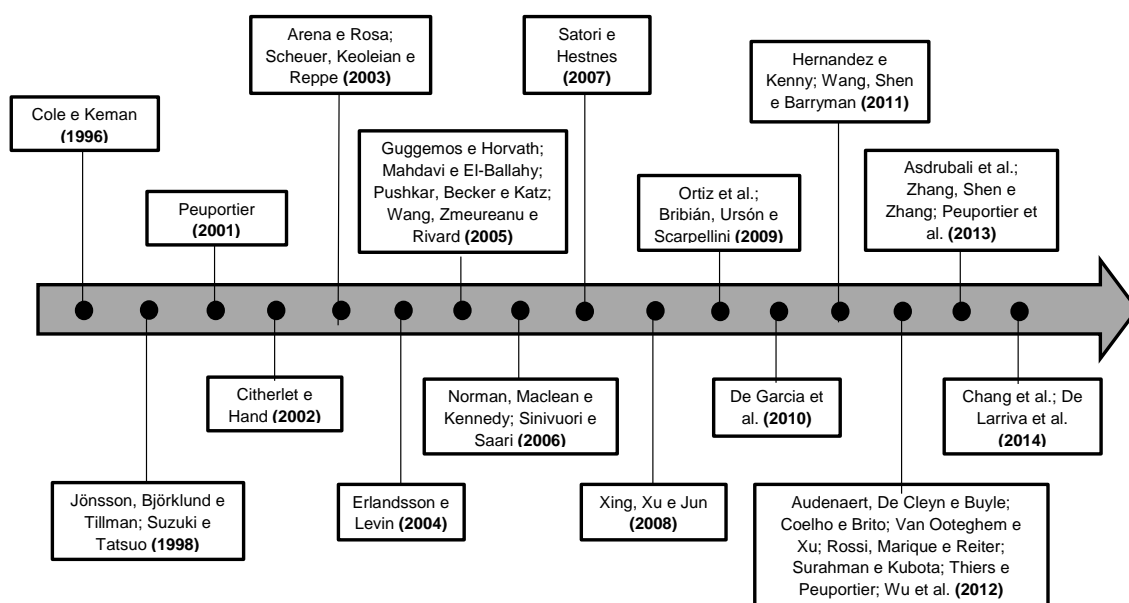 Cole e Keman
(1996)
Jönsson, Björklund e
Tillman; Suzuki e
Tatsuo (1998)
Peuportier
(2001)
Citherlet e
Hand (2002)
Arena e Rosa;
Scheuer, Keoleian e
Reppe (2003)
Erlandsson e
Levin (2004)
Guggemos e Horvath;
Mahdavi e El-Ballahy;
Pushkar, Becker e Katz;
Wang, Zmeureanu e
Rivard (2005)
Norman, Maclean e
Kennedy; Sinivuori e
Saari (2006)
Satori e
Hestnes
(2007)
Xing, Xu e Jun
(2008)
Ortiz et al.;
Bribián, Ursón e
Scarpellini (2009)
De Garcia et
al. (2010)
Hernandez e
Kenny; Wang, Shen
e Barryman
(2011)
Audenaert, De Cleyn e Buyle;
Coelho e Brito; Van Ooteghem e
Xu; Rossi, Marique e Reiter;
Surahman e Kubota; Thiers e
Peuportier; Wu et al. (2012)
Asdrubali et al.;
Zhang, Shen e
Zhang; Peuportier et
al. (2013)
Chang et al.; De
Larriva et al.
(2014)